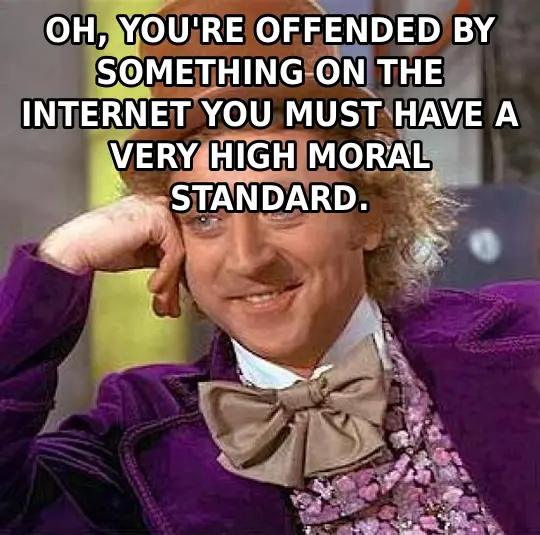 OH, YOU'RE OFFENDED BY
SOMETHING ON THE
INTERNET YOU MUST HAVE A
VERY HIGH MORAL
STANDARD.